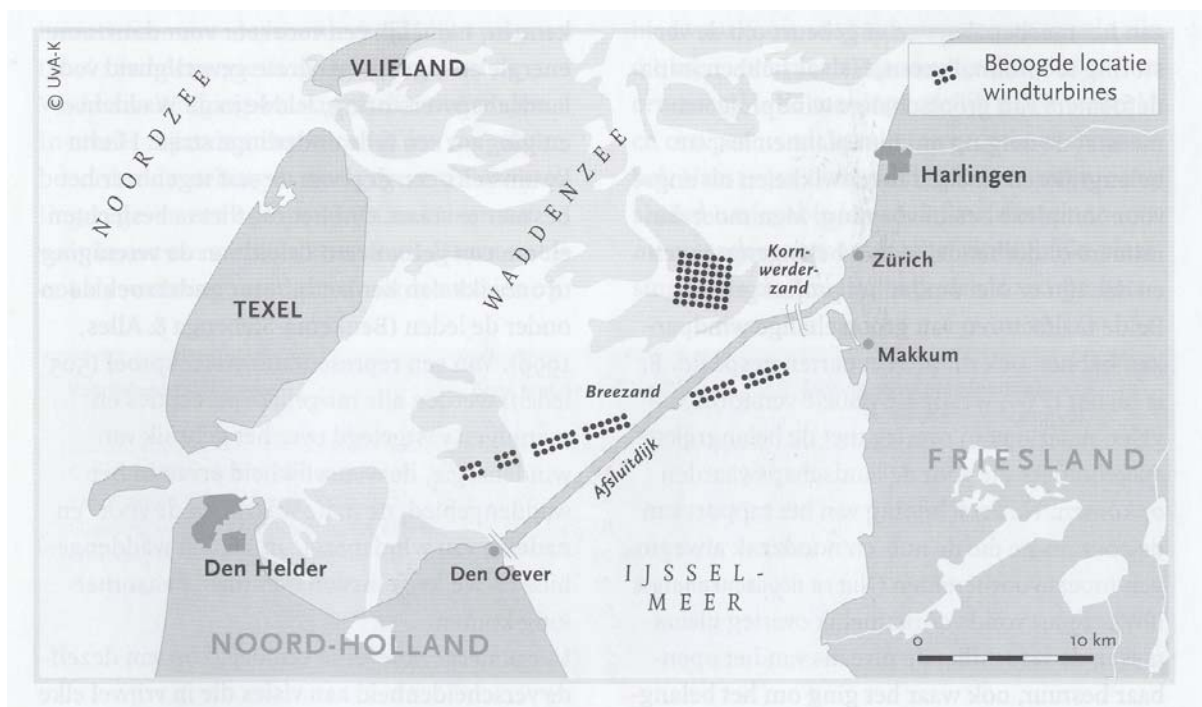 © UvA-K
NOORDZEE
VLIELAND
WADDENZEE
TEXEL
Beoogde locatie
windturbines
Harlingen
Korn-
werder-
zand
Zürich
Makkum
Breezand
Afsluitdijk
FRIESLAND
Den Helder
Den Oever
IJSSEL-
MEER
NOORD-HOLLAND
0 10 km